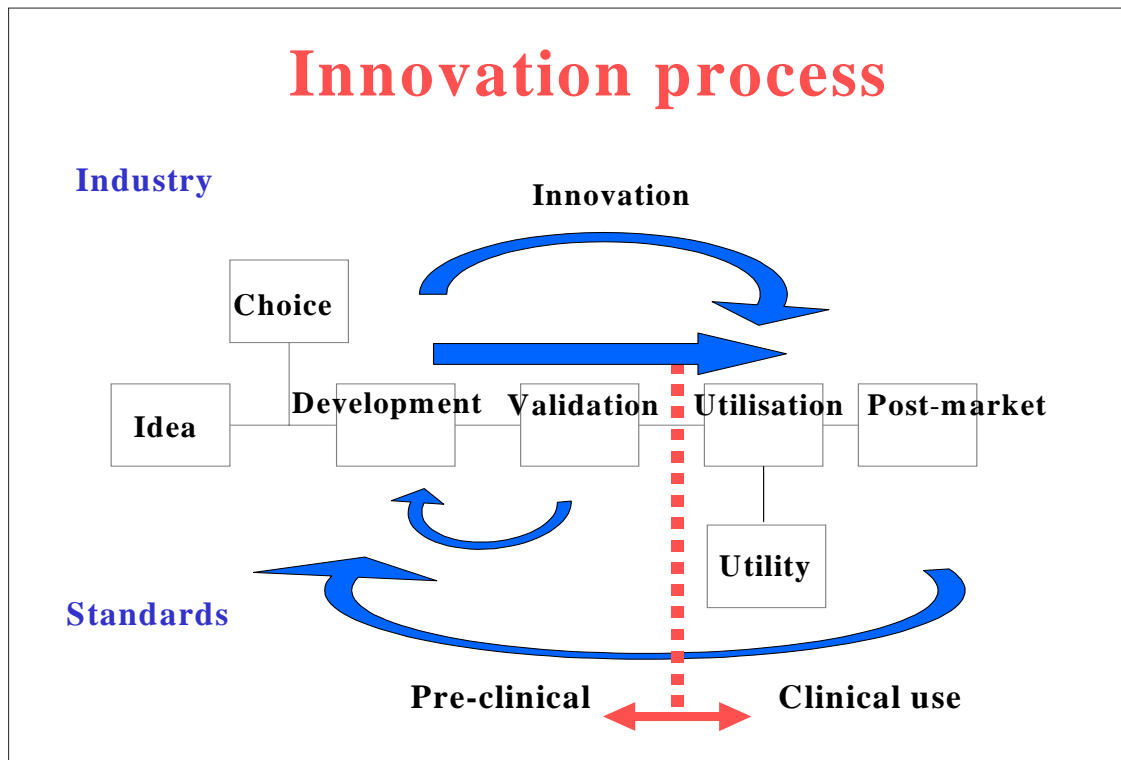 Innovation process
Industry
Innovation
Choice
Idea
Development
Validation
Utilisation
Post-market
Utility
Standards
Pre-clinical
Clinical use